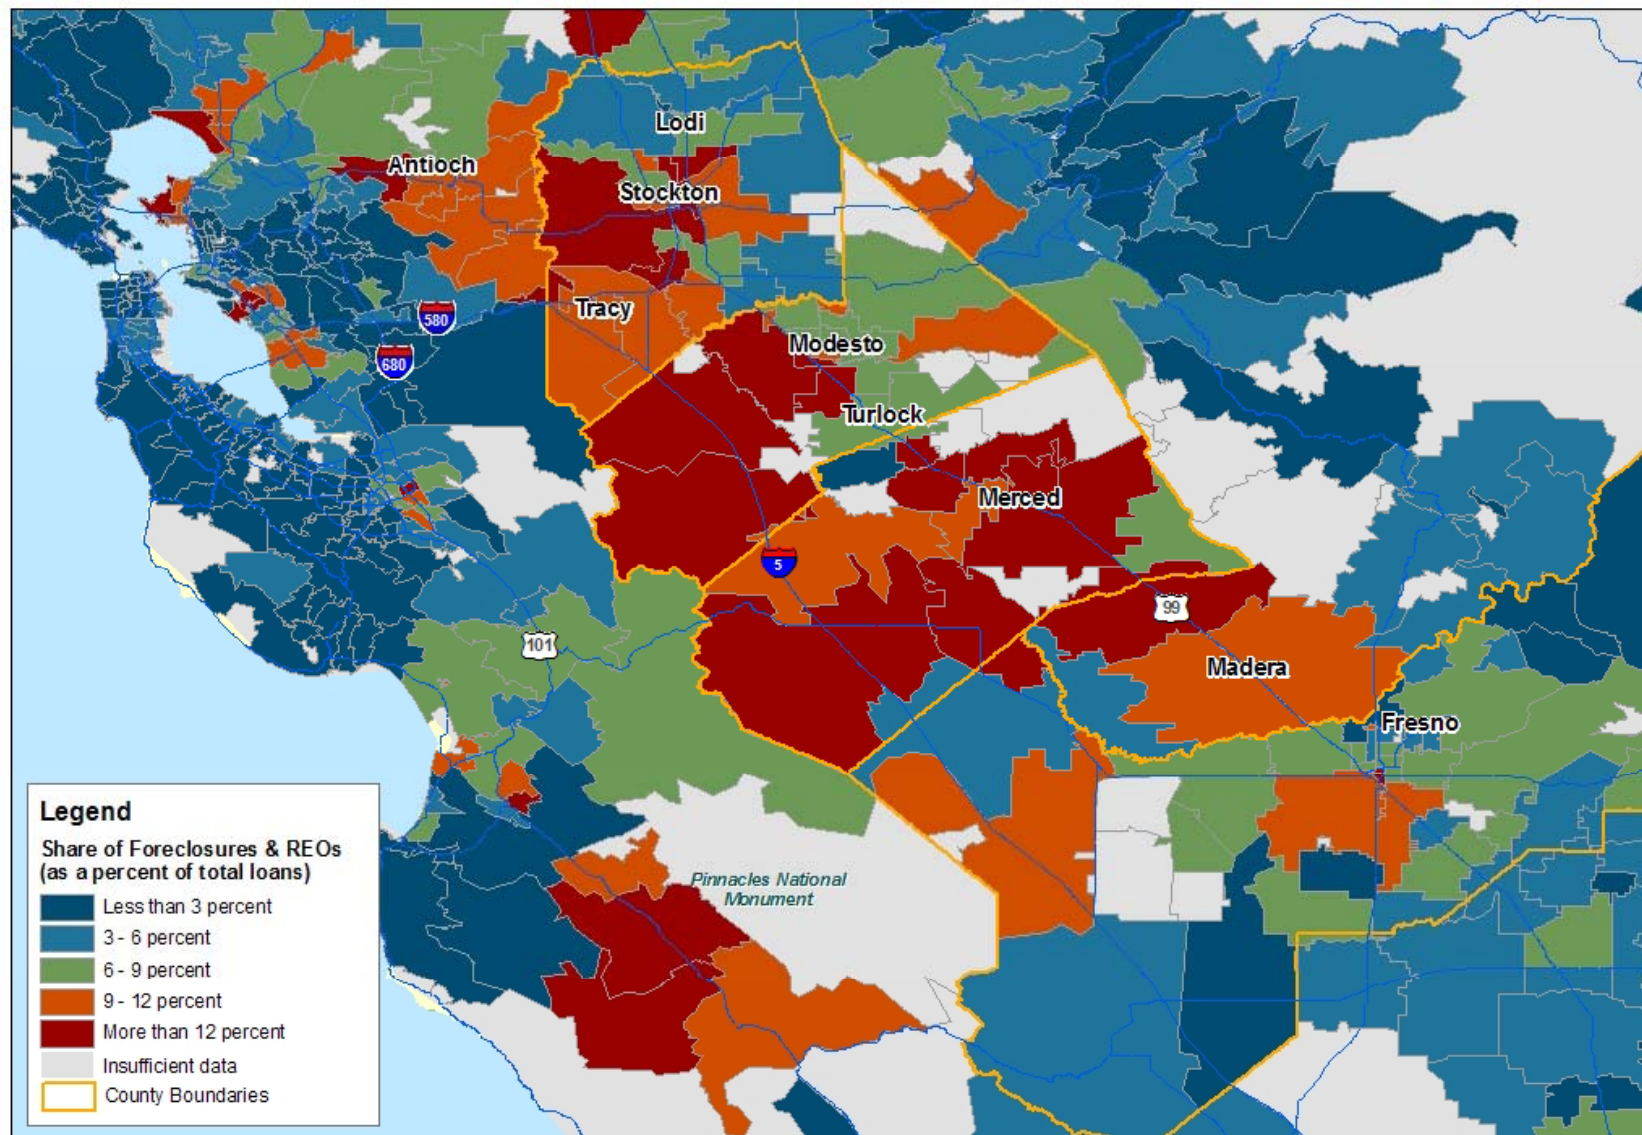 Lodi
Antioch
Stockton
Tracy
580
Modesto
680
Turlock
Merced
5
99
101
Madera
Fresno
Legend
Share of Foreclosures & REOs
(as a percent of total loans)
Less than 3 percent
3 - 6 percent
6 - 9 percent
9 - 12 percent
More than 12 percent
Insufficient data
County Boundaries
Pinnacles National
Monument